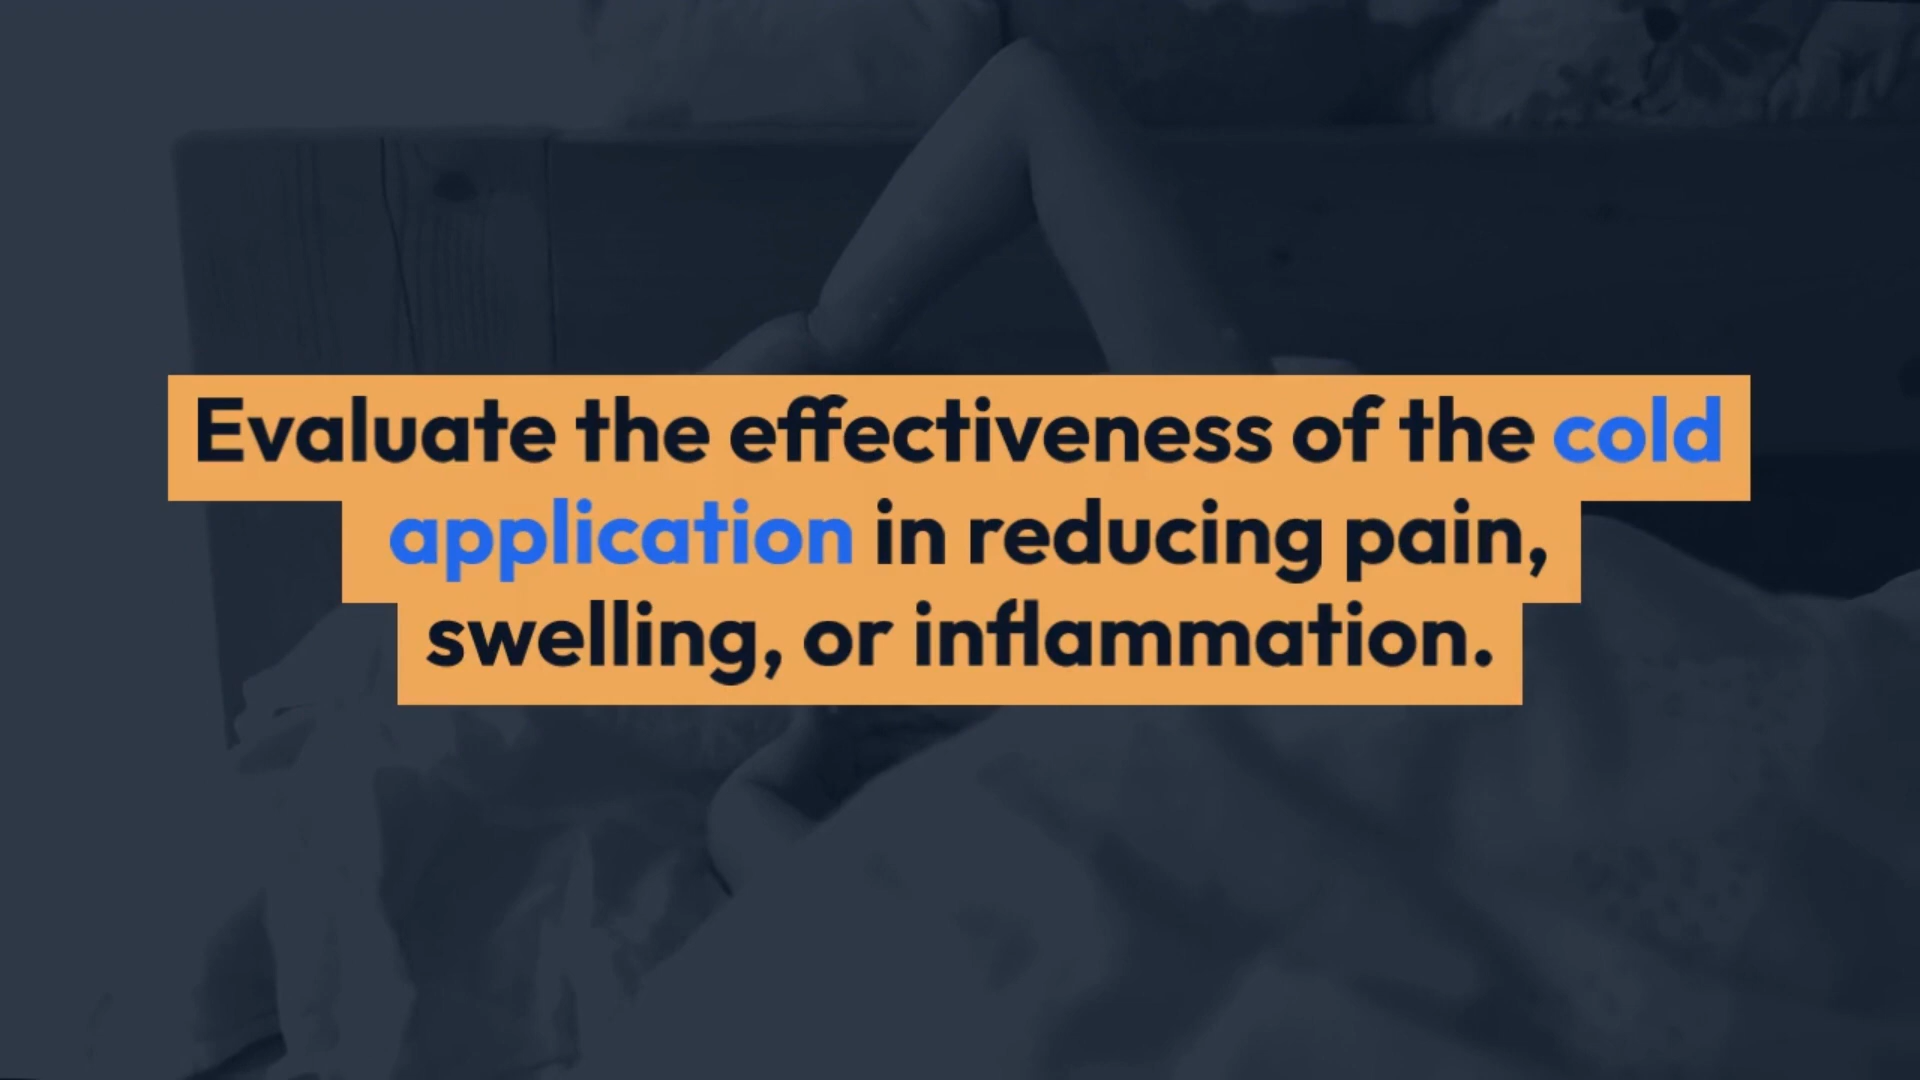 Evaluate the effectiveness of the cold
application in reducing pain,
swelling, or inflammation.